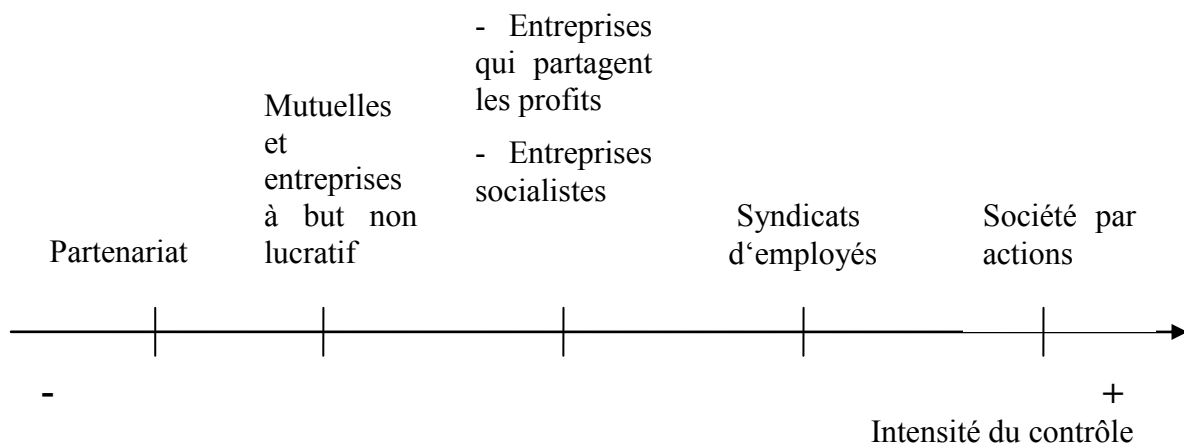 - Entreprises
qui partagent
les profits
- Entreprises
socialistes
Mutuelles
et
entreprises
à but non
lucratif
Partenariat
Syndicats
d‘employés
Société par
actions
-
+
Intensité du contrôle